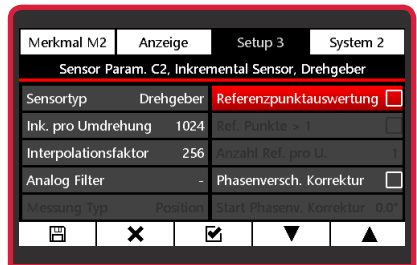 Merkmal M2 Anzeige Setup 3 System 2
Sensor Param. C2, Inkremental Sensor, Drehgeber
Sensortyp Drehgeber Referenzpunktauswertung
Ink. pro Umdrehung 1024 Ref. Punkte > 1
Interpolationsfaktor 256 Anzahl Ref. pro U. 1
Analog Filter - Phasenversch. Korrektur
Messung Typ Position Start Phasenv. Korrektur 0.0°